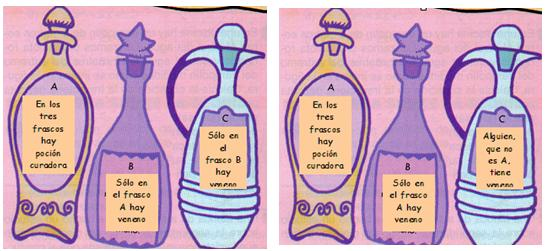 A
En los
tres
frascos
hay
poción
curadora
B
Sólo en
el frasco
A hay
veneno
C
Sólo en
el
frasco B
hay
veneno
A
En los
tres
frascos
hay
poción
curadora
B
Sólo en
el frasco
A hay
veneno
C
Alguien,
que no
es A,
tiene
veneno